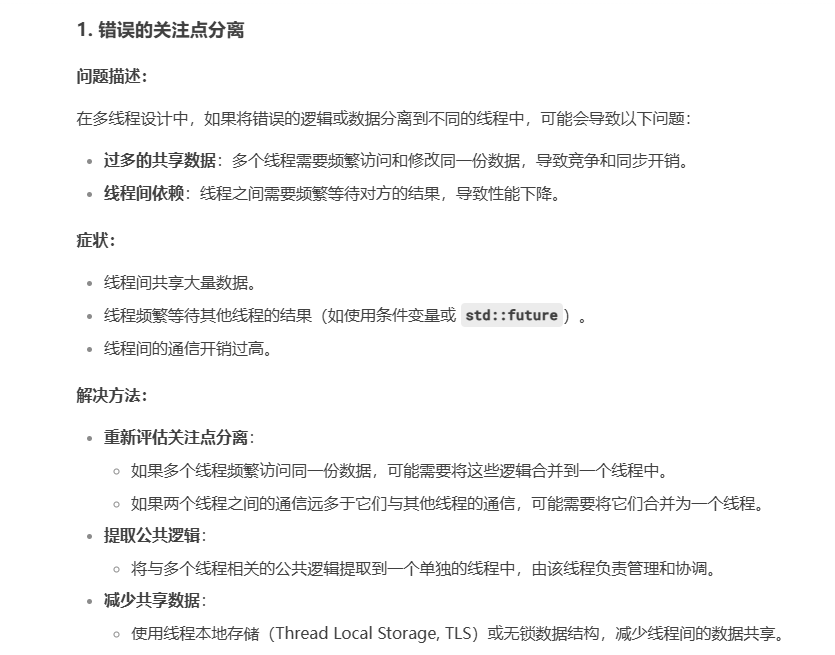 1. 错误的关注点分离
问题描述：
在多线程设计中，如果将错误的逻辑或数据分离到不同的线程中，可能会导致以下问题：
过多的共享数据：多个线程需要频繁访问和修改同一份数据，导致竞争和同步开销。
线程间依赖：线程之间需要频繁等待对方的结果，导致性能下降。
症状：
线程间共享大量数据。
线程频繁等待其他线程的结果（如使用条件变量或 std::future）。
线程间的通信开销过高。
解决方法：
重新评估关注点分离：
如果多个线程频繁访问同一份数据，可能需要将这些逻辑合并到一个线程中。
如果两个线程之间的通信远多于它们与其他线程的通信，可能需要将它们合并为一个线程。
提取公共逻辑：
将与多个线程相关的公共逻辑提取到一个单独的线程中，由该线程负责管理和协调。
减少共享数据：
使用线程本地存储（Thread Local Storage, TLS）或无锁数据结构，减少线程间的数据共享。